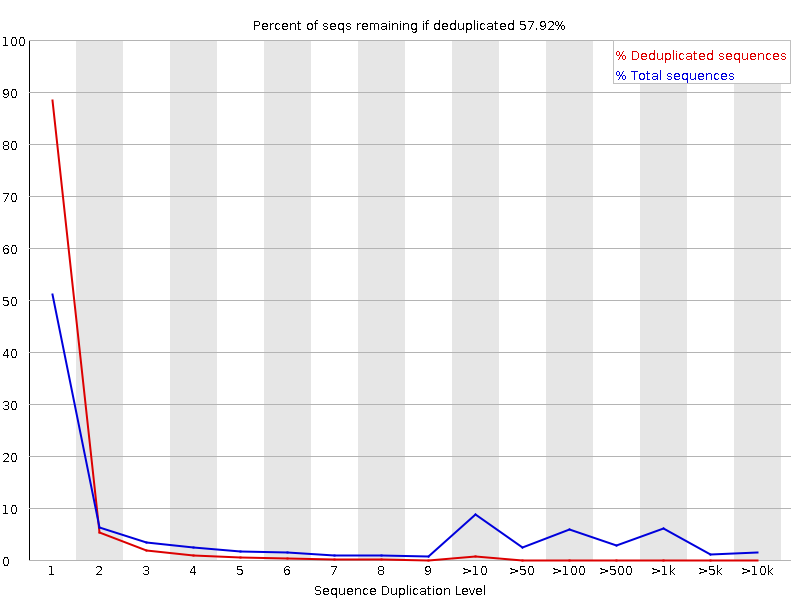 Percent of seqs remaining if deduplicated 57.92%
% Deduplicated sequences
% Total sequences
100
90
80
70
60
50
40
30
20
10
0
1 2 3 4 5 6 7 8 9 >10 >50 >100 >500 >1k >5k >10k
Sequence Duplication Level